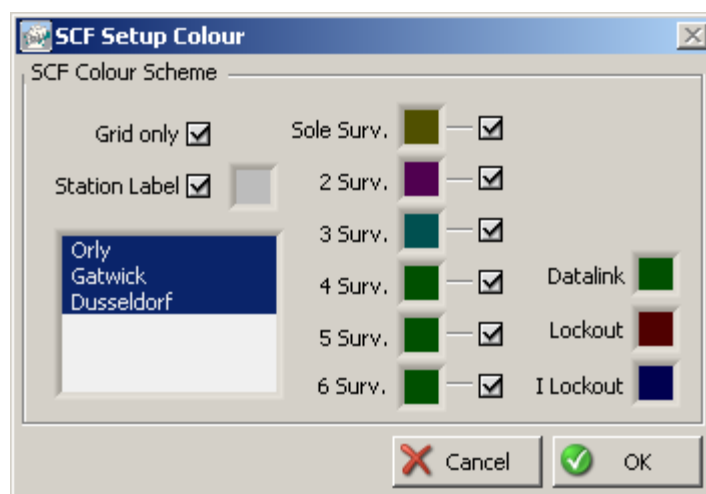 SCF Setup Colour
SCF Colour Scheme
Grid only
Station Label
Orly
Gatwick
Dusseldorf
Sole Surv.
2 Surv.
3 Surv.
4 Surv.
5 Surv.
6 Surv.
Datalink
Lockout
I Lockout
Cancel
OK